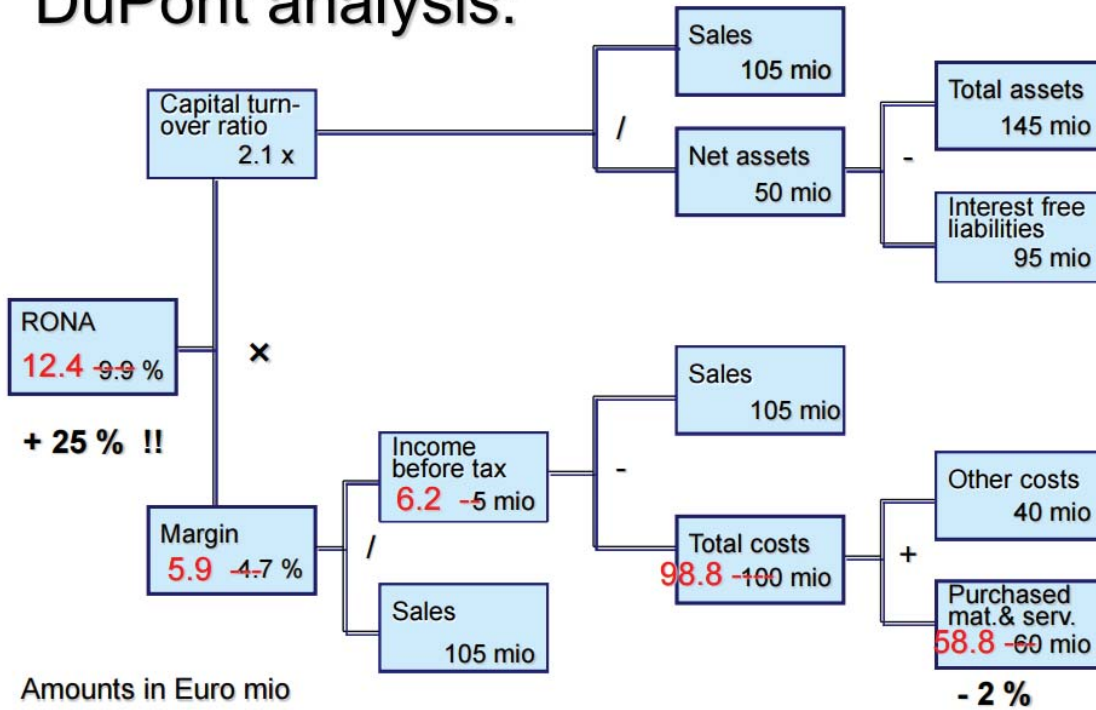 DuPont analysis:
Sales
105 mio
Capital turn-
over ratio
2.1 x
/
Net assets
50 mio
Total assets
145 mio
-
Interest free
liabilities
95 mio
RONA
12.4 9.9 %
+ 25 % !!
×
Sales
105 mio
Income
before tax
6.2 5 mio
-
Margin
5.9 4.7 %
/
Sales
105 mio
Total costs
98.8 100 mio
Other costs
40 mio
+
Purchased
mat.& serv.
58.8 60 mio
- 2 %
Amounts in Euro mio